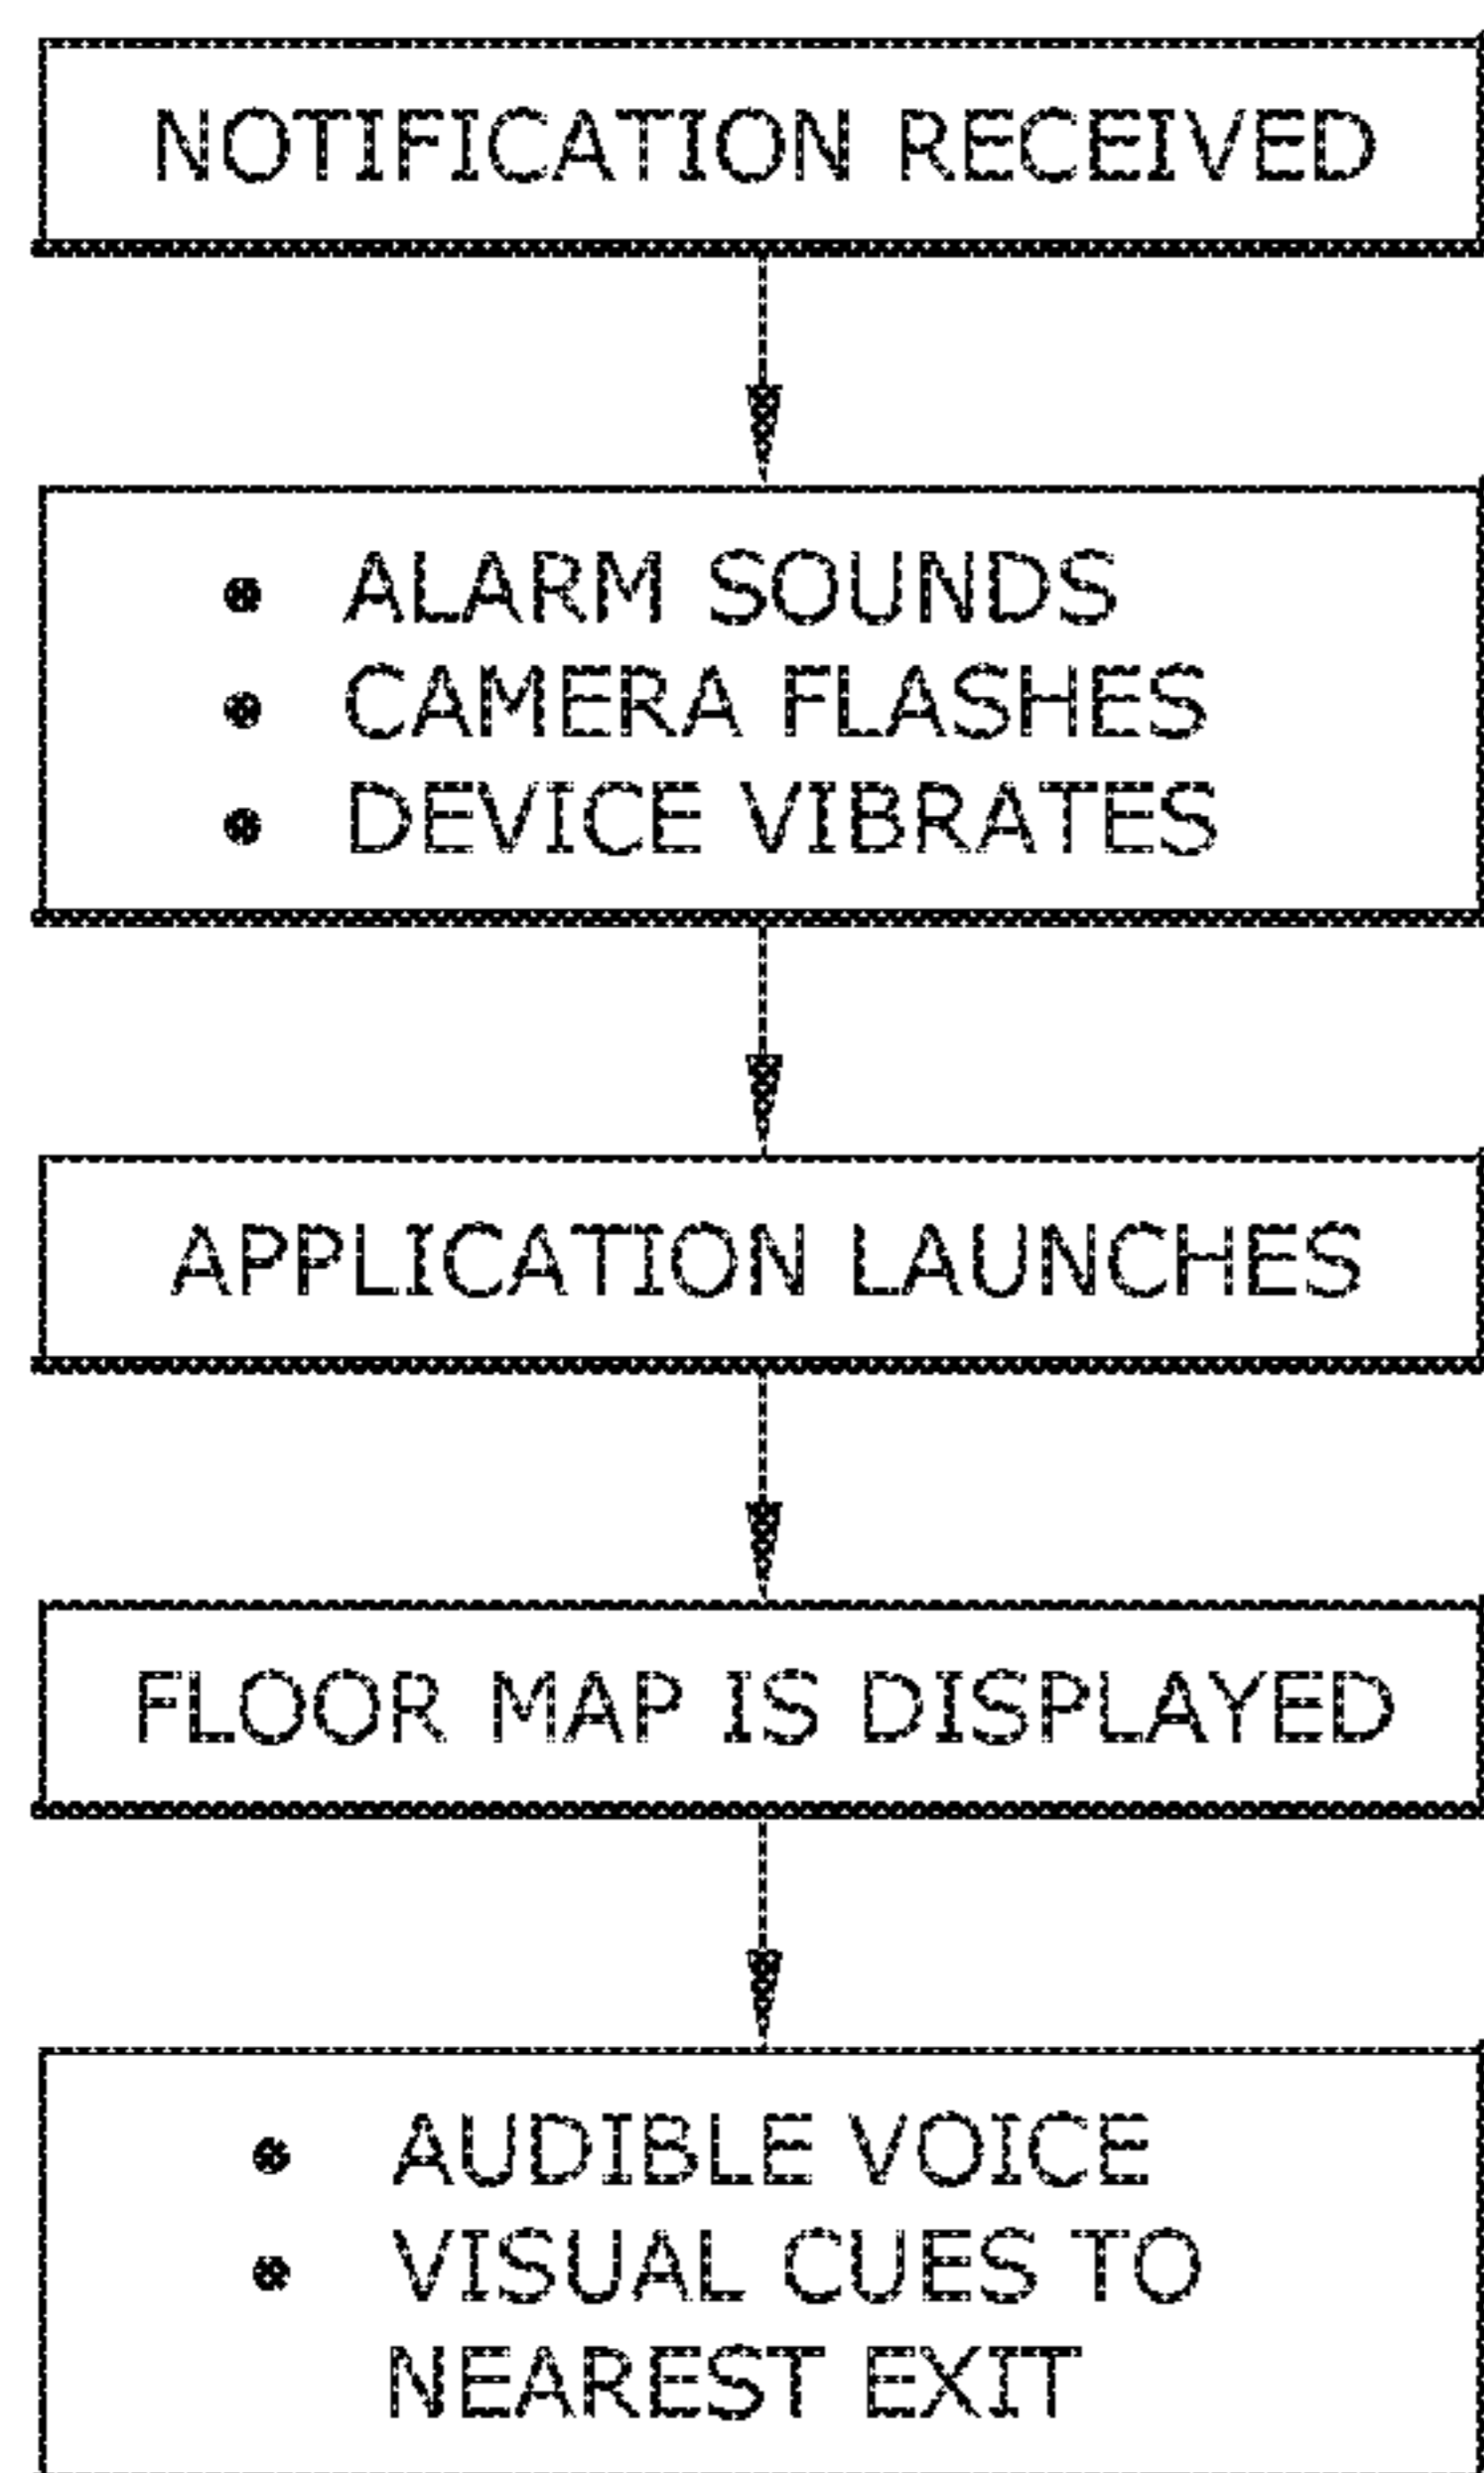 NOTIFICATION RECEIVED
• ALARM SOUNDS
• CAMERA FLASHES
• DEVICE VIBRATES
APPLICATION LAUNCHES
FLOOR MAP IS DISPLAYED
• AUDIBLE VOICE
• VISUAL CUES TO
NEAREST EXIT